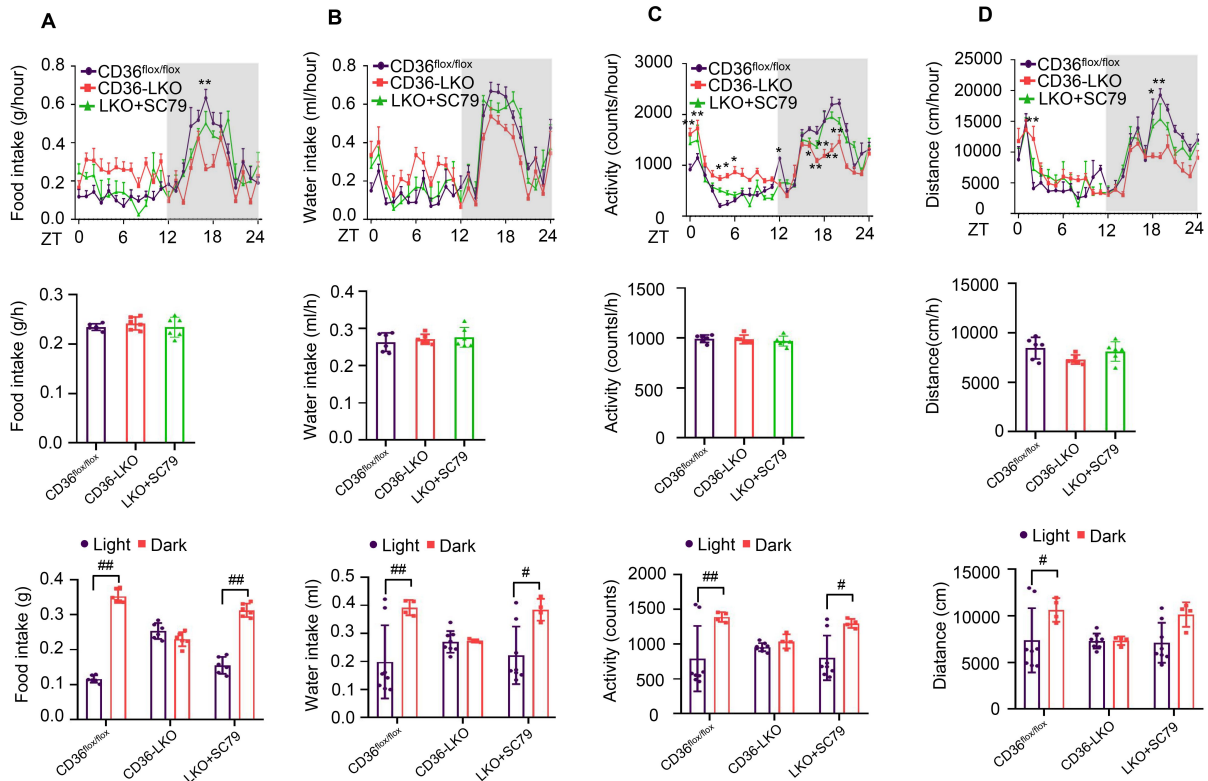 A
Food intake (g/hour)
0.8
0.6
0.4
0.2
0.0
CD36flox/flox
CD36-LKO
LKO+SC79
**
ZT
0 6 12 18 24
B
Water intake (ml/hour)
0.8
0.6
0.4
0.2
0.0
CD36flox/flox
CD36-LKO
LKO+SC79
ZT
0 6 12 18 24
C
Activity (counts/hours)
3000
2000
1000
0
CD36flox/flox
CD36-LKO
LKO+SC79
** **
* * *
*
**
**
**
**
**
ZT
0 6 12 18 24
D
Distance (cm/hour)
25000
20000
15000
10000
5000
0
CD36flox/flox
CD36-LKO
LKO+SC79
**
*
**
ZT
0 6 12 18 24
Food intake (g/h)
0.3
0.2
0.1
0.0
CD36flox/flox
CD36-LKO
LKO+SC79
Water intake (ml/h)
0.4
0.3
0.2
0.1
0.0
CD36flox/flox
CD36-LKO
LKO+SC79
Activity (countsl/h)
1500
1000
500
0
CD36flox/flox
CD36-LKO
LKO+SC79
Distance(cm/h)
15000
10000
5000
0
CD36flox/flox
CD36-LKO
LKO+SC79
Light Dark
Food intake (g)
0.4
0.3
0.2
0.1
0.0
##
##
CD36flox/flox
CD36-LKO
LKO+SC79
Light Dark
Water intake (ml)
0.5
0.4
0.3
0.2
0.1
0.0
##
#
CD36flox/flox
CD36-LKO
LKO+SC79
Light Dark
Activity (counts)
2000
1500
1000
500
0
##
#
CD36flox/flox
CD36-LKO
LKO+SC79
Light Dark
Diatance (cm)
15000
10000
5000
0
#
CD36flox/flox
CD36-LKO
LKO+SC79